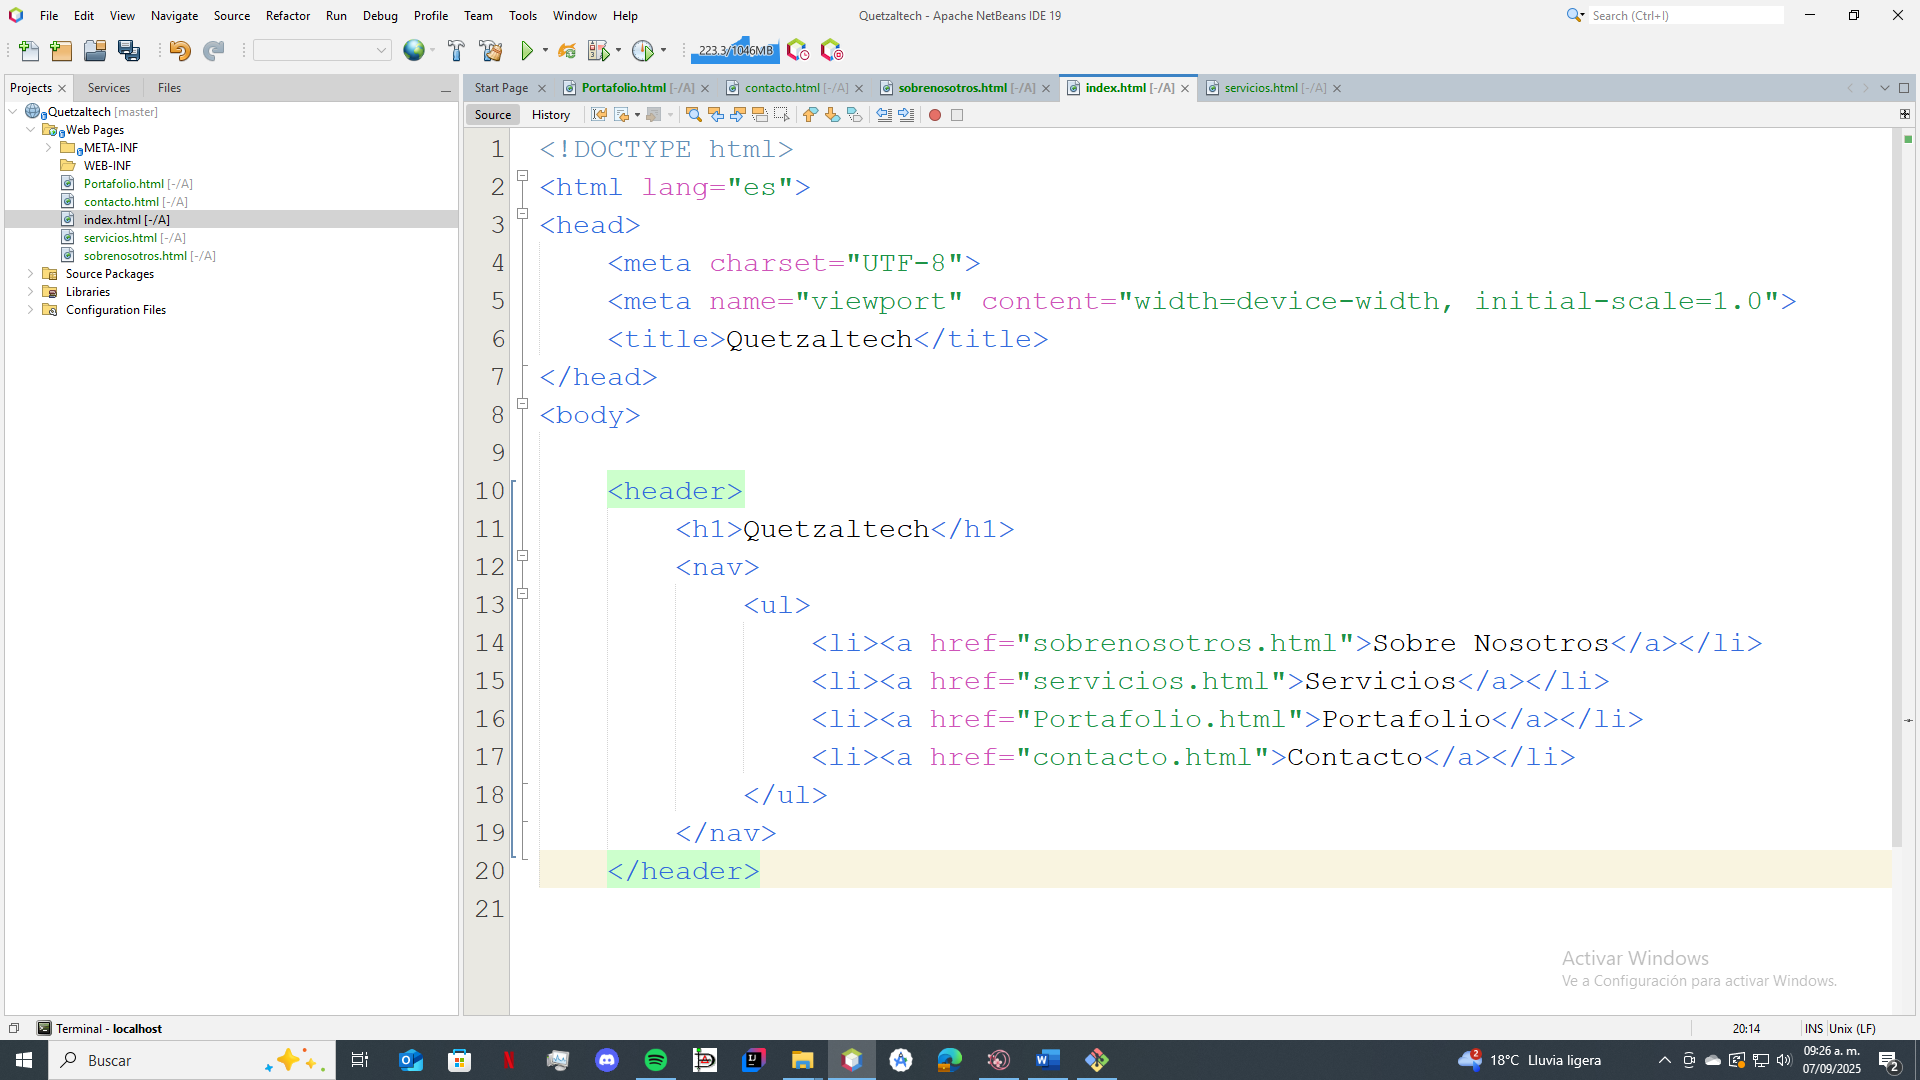 File Edit View Navigate Source Refactor Run Debug Profile Team Tools Window Help
Quetzaltech - Apache NetBeans IDE 19
Search (Ctrl+I)
223.3/1046MB
Projects Services Files
Start Page Portafolio.html [-/A] contacto.html [-/A] sobrenosotros.html [-/A] index.html [-/A] servicios.html [-/A]
Source History
Quetzaltech [master]
Web Pages
META-INF
WEB-INF
Portafolio.html [-/A]
contacto.html [-/A]
index.html [-/A]
servicios.html [-/A]
sobrenosotros.html [-/A]
Source Packages
Libraries
Configuration Files
1 <!DOCTYPE html>
2 <html lang="es">
3 <head>
4 <meta charset="UTF-8">
5 <meta name="viewport" content="width=device-width, initial-scale=1.0">
6 <title>Quetzaltech</title>
7 </head>
8 <body>
9
10 <header>
11 <h1>Quetzaltech</h1>
12 <nav>
13 <ul>
14 <li><a href="sobrenosotros.html">Sobre Nosotros</a></li>
15 <li><a href="servicios.html">Servicios</a></li>
16 <li><a href="Portafolio.html">Portafolio</a></li>
17 <li><a href="contacto.html">Contacto</a></li>
18 </ul>
19 </nav>
20 </header>
21
Activar Windows
Ve a Configuración para activar Windows.
Terminal - localhost
20:14 INS Unix (LF)
Buscar
18°C Lluvia ligera
09:26 a. m.
07/09/2025
2